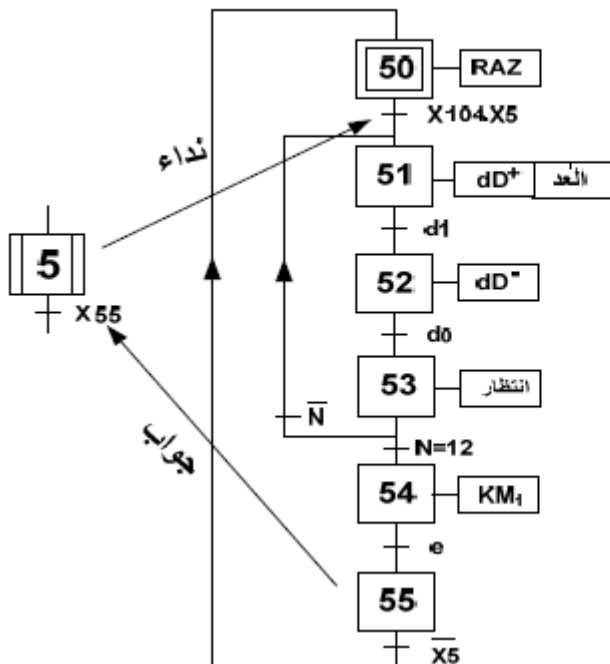 50 RAZ
X104.X5
نداء
51 dD⁺ العد
d1
5
52 dD⁻
X55
d0
53 انتظار
N̅
N=12
جواب
54 KM₁
e
55
X̅5̅